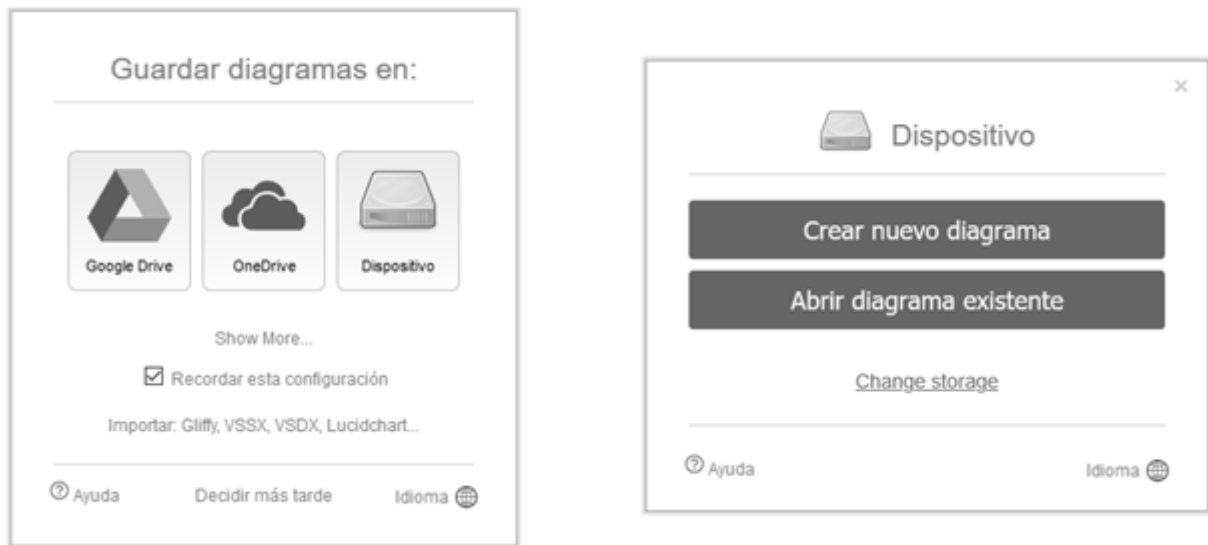 Guardar diagramas en:
Google Drive
OneDrive
Dispositivo
Show More...
Recordar esta configuración
Importar: Gliffy, VSSX, VSDX, Lucidchart...
Ayuda
Decidir más tarde
Idioma
×
Dispositivo
Crear nuevo diagrama
Abrir diagrama existente
Change storage
Ayuda
Idioma